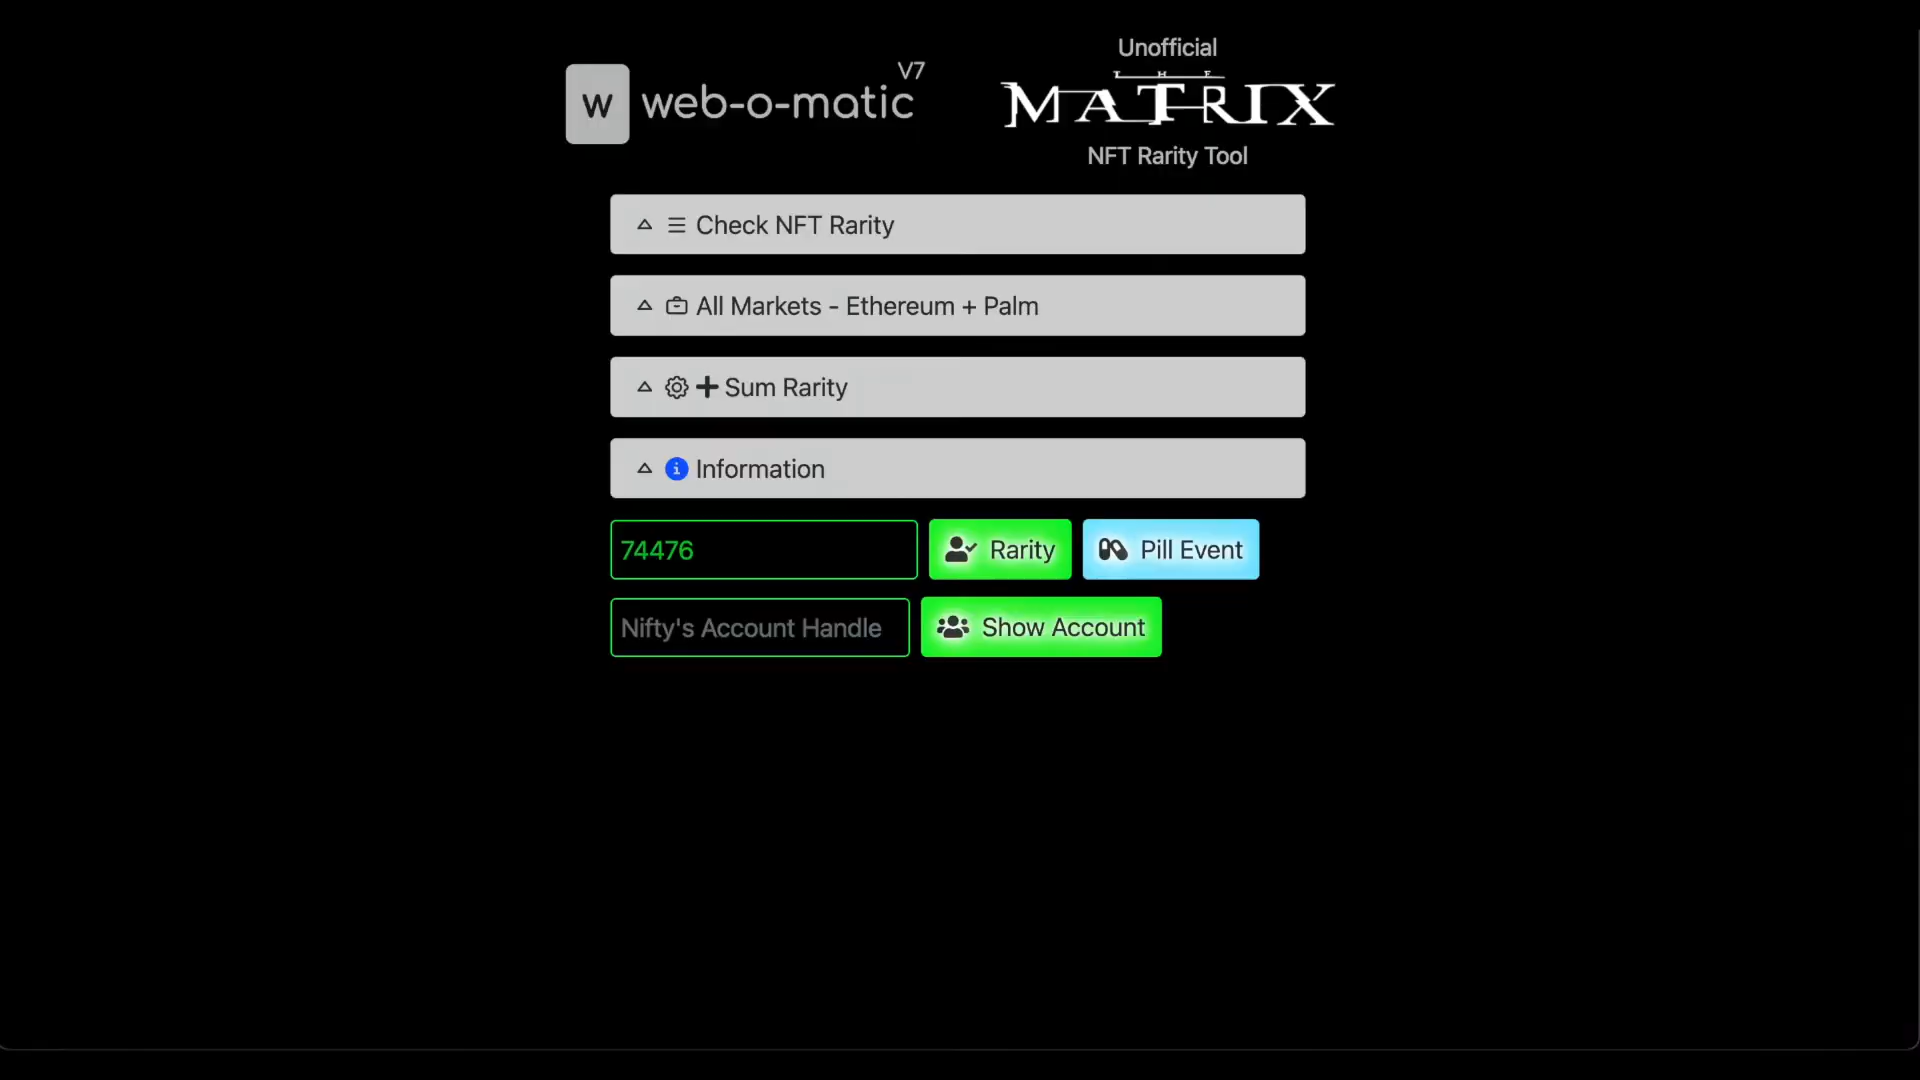 W web-o-matic V7
Unofficial
THE
MATRIX
NFT Rarity Tool
Check NFT Rarity
All Markets - Ethereum + Palm
Sum Rarity
Information
74476
Rarity
Pill Event
Nifty's Account Handle
Show Account